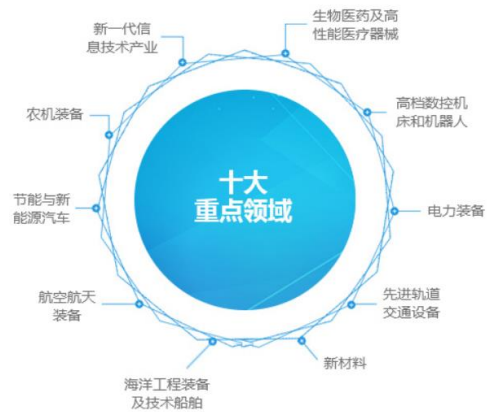 生物医药及高
性能医疗器械
新一代信
息技术产业
高档数控机
床和机器人
农机装备
十大
重点领域
节能与新
能源汽车
电力装备
航空航天
装备
先进轨道
交通设备
新材料
海洋工程装备
及技术船舶